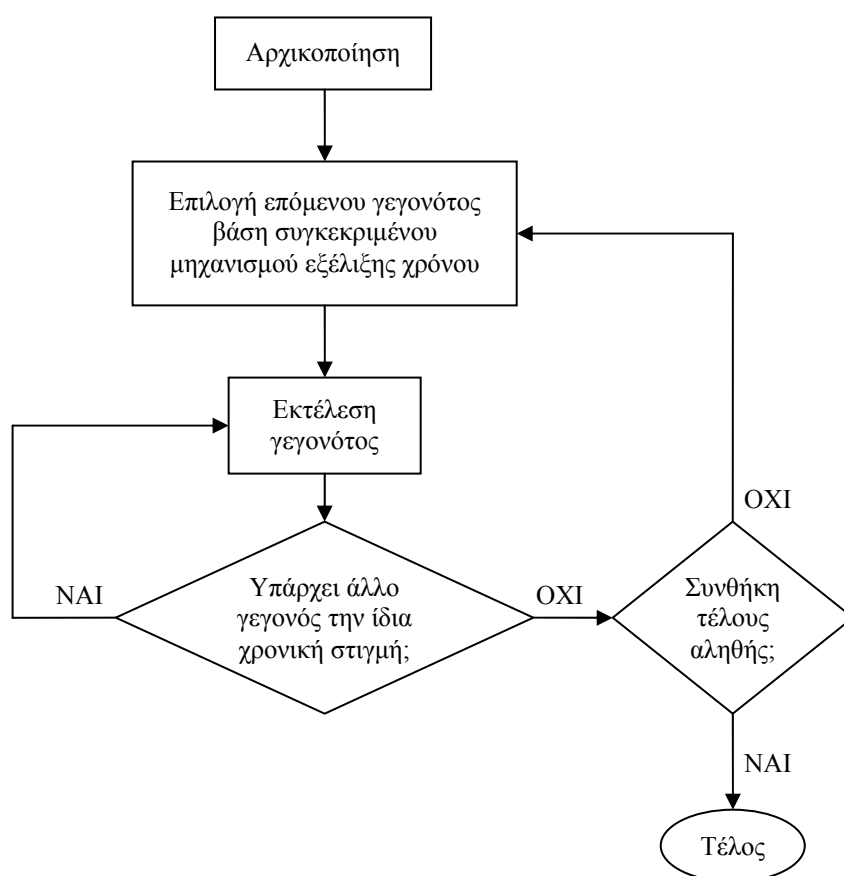 Αρχικοποίηση
Επιλογή επόμενου γεγονότος
βάση συγκεκριμένου
μηχανισμού εξέλιξης χρόνου
Εκτέλεση
γεγονότος
ΝΑΙ
Υπάρχει άλλο
γεγονός την ίδια
χρονική στιγμή;
ΟΧΙ
Συνθήκη
τέλους
αληθής;
ΟΧΙ
ΝΑΙ
Τέλος